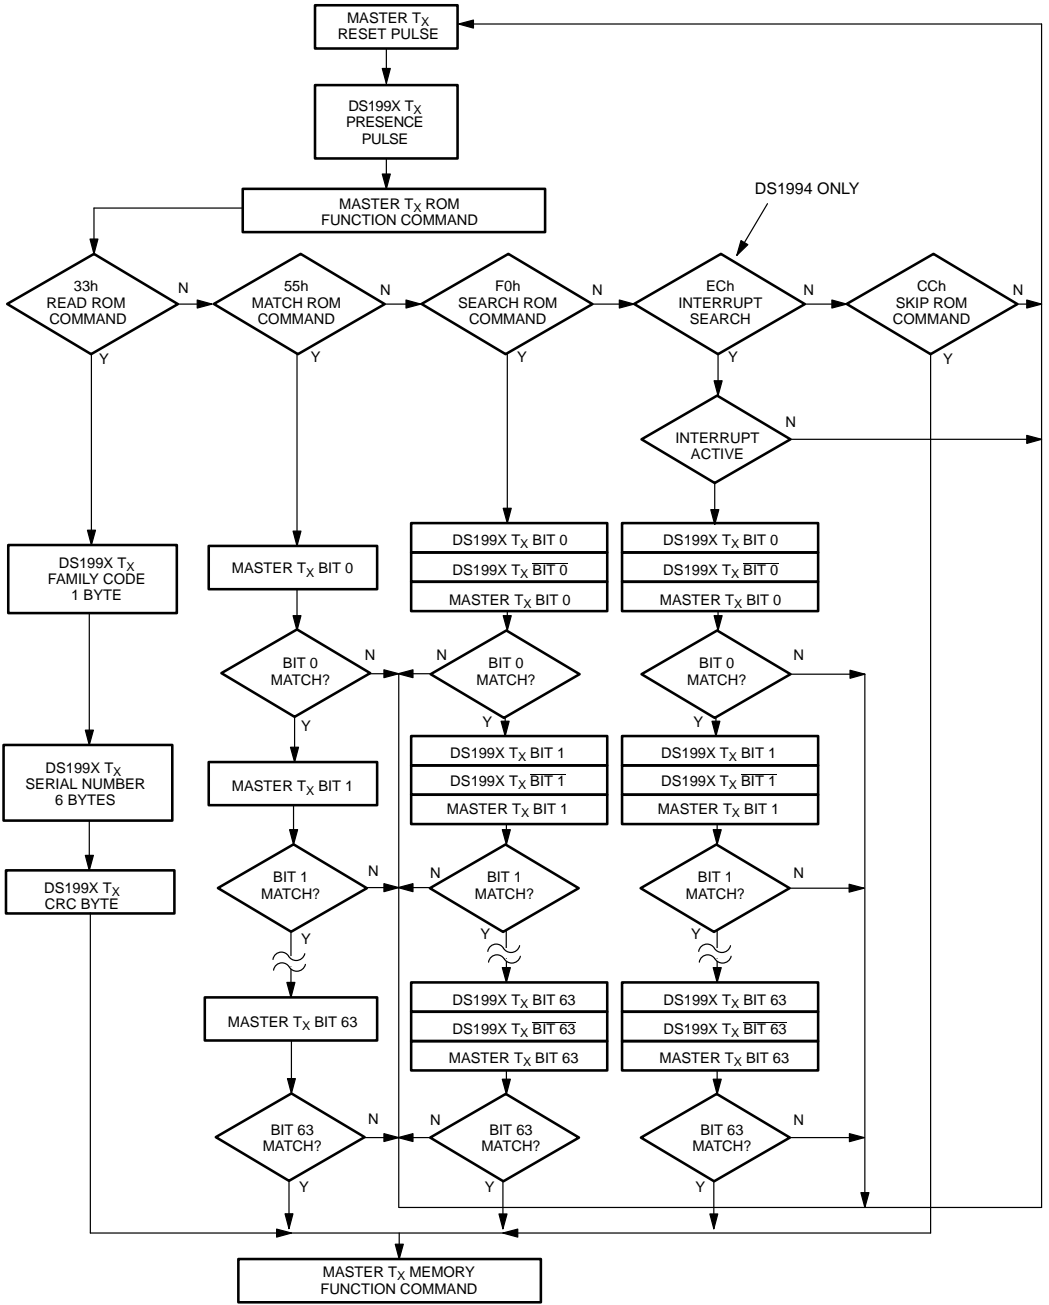 MASTER TX
RESET PULSE
DS199X TX
PRESENCE
PULSE
DS1994 ONLY
MASTER TX ROM
FUNCTION COMMAND
33h
READ ROM
COMMAND
N
Y
55h
MATCH ROM
COMMAND
N
Y
F0h
SEARCH ROM
COMMAND
N
Y
ECh
INTERRUPT
SEARCH
N
Y
CCh
SKIP ROM
COMMAND
N
Y
INTERRUPT
ACTIVE
N
DS199X TX
FAMILY CODE
1 BYTE
MASTER TX BIT 0
DS199X TX BIT 0
DS199X TX BIT 0
MASTER TX BIT 0
DS199X TX BIT 0
DS199X TX BIT 0
MASTER TX BIT 0
BIT 0
MATCH?
N
Y
N
BIT 0
MATCH?
Y
BIT 0
MATCH?
N
Y
DS199X TX
SERIAL NUMBER
6 BYTES
MASTER TX BIT 1
DS199X TX BIT 1
DS199X TX BIT 1
MASTER TX BIT 1
DS199X TX BIT 1
DS199X TX BIT 1
MASTER TX BIT 1
DS199X TX
CRC BYTE
BIT 1
MATCH?
N
Y
N
BIT 1
MATCH?
Y
BIT 1
MATCH?
N
Y
MASTER TX BIT 63
DS199X TX BIT 63
DS199X TX BIT 63
MASTER TX BIT 63
DS199X TX BIT 63
DS199X TX BIT 63
MASTER TX BIT 63
BIT 63
MATCH?
N
Y
N
BIT 63
MATCH?
Y
BIT 63
MATCH?
N
Y
MASTER TX MEMORY
FUNCTION COMMAND